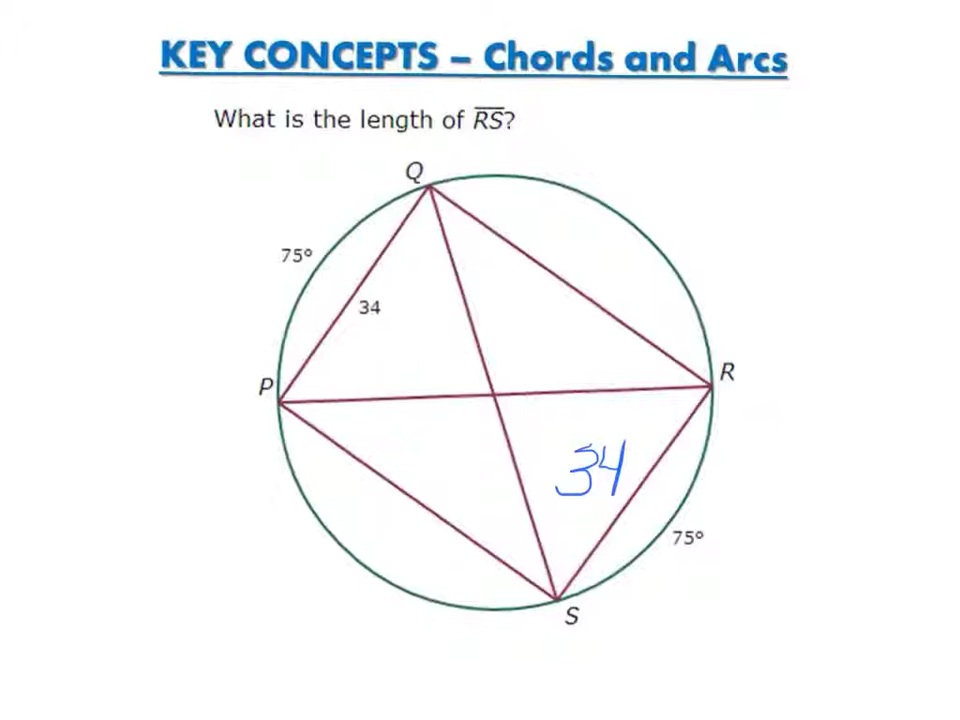 KEY CONCEPTS – Chords and Arcs
What is the length of RS?
Q
75°
34
P
R
34
75°
S